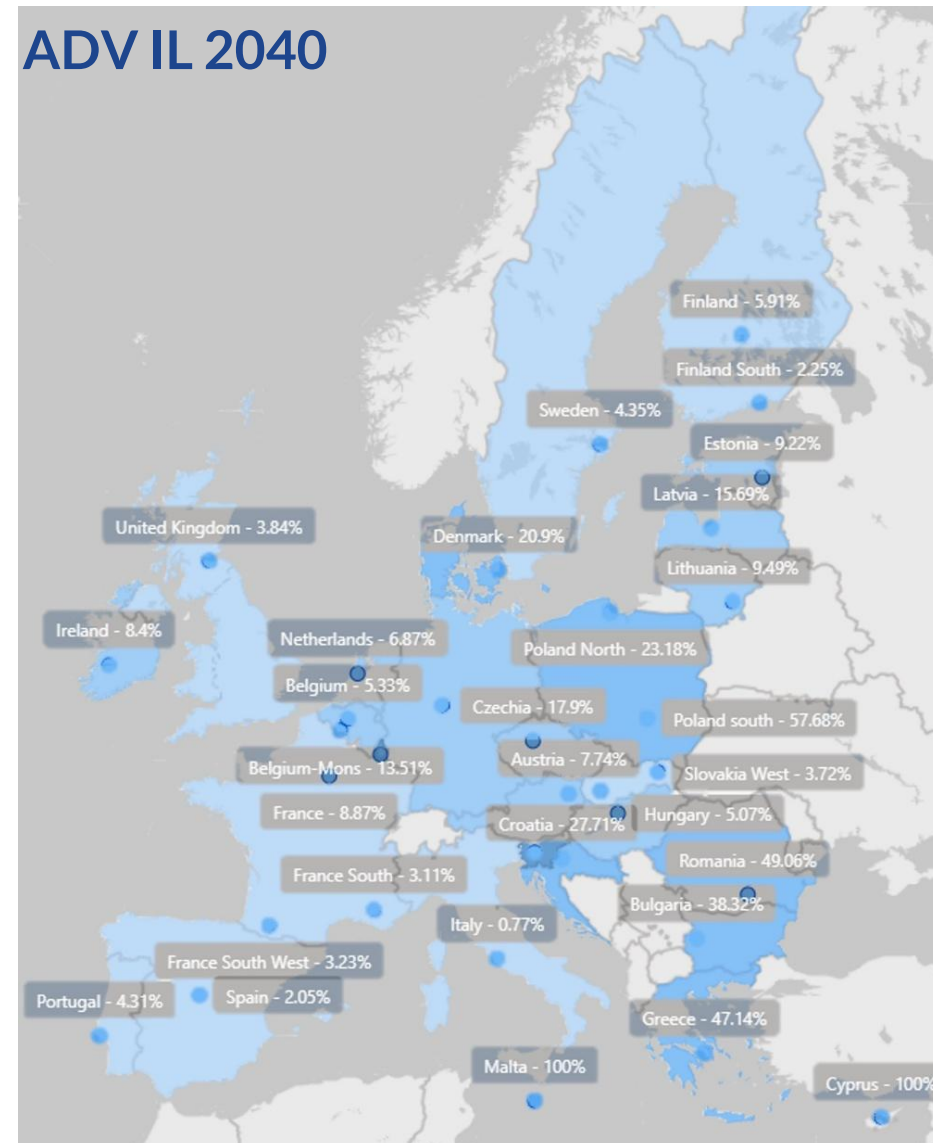 ADV IL 2040
Finland - 5.91%
Finland South - 2.25%
Sweden - 4.35%
Estonia - 9.22%
Latvia - 15.69%
United Kingdom - 3.84%
Denmark - 20.9%
Lithuania - 9.49%
Ireland - 8.4%
Netherlands - 6.87%
Poland North - 23.18%
Belgium - 5.33%
Czechia - 17.9%
Poland south - 57.68%
Austria - 7.74%
Belgium-Mons - 13.51%
Slovakia West - 3.72%
France - 8.87%
Croatia - 27.71%
Hungary - 5.07%
Romania - 49.06%
France South - 3.11%
Bulgaria - 38.32%
Italy - 0.77%
France South West - 3.23%
Spain - 2.05%
Portugal - 4.31%
Greece - 47.14%
Malta - 100%
Cyprus - 100%